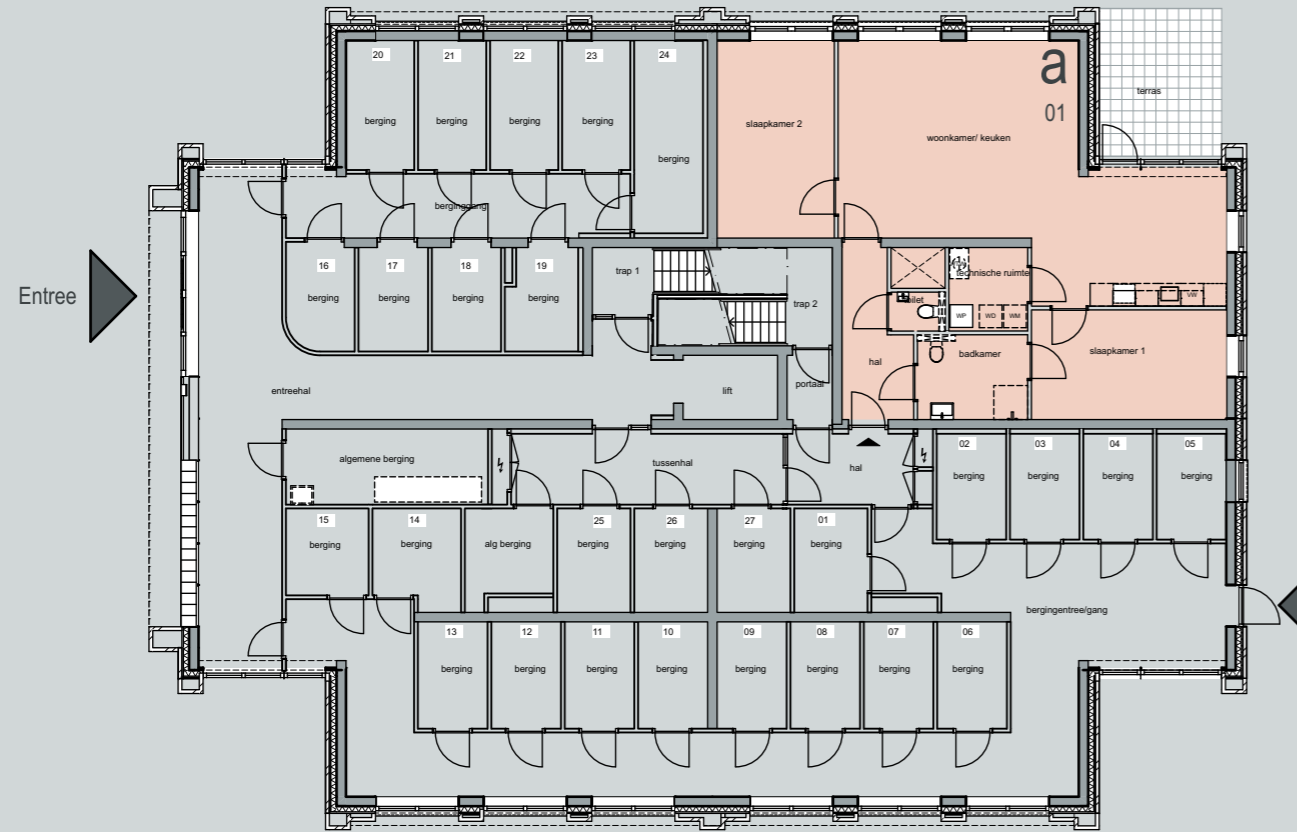 20
21
22
23
24
berging
berging
berging
berging
berging
slaapkamer 2
woonkamer/ keuken
a
01
terras
berginggang
16
17
18
19
berging
berging
berging
berging
trap 1
trap 2
technische ruimte
toilet
WP
WD
WM
VW
Entree
entreehal
lift
portaal
hal
badkamer
slaapkamer 1
algemene berging
tussenhal
hal
02
03
04
05
berging
berging
berging
berging
15
14
alg berging
25
26
27
01
berging
berging
berging
berging
berging
berging
bergingentree/gang
13
12
11
10
09
08
07
06
berging
berging
berging
berging
berging
berging
berging
berging